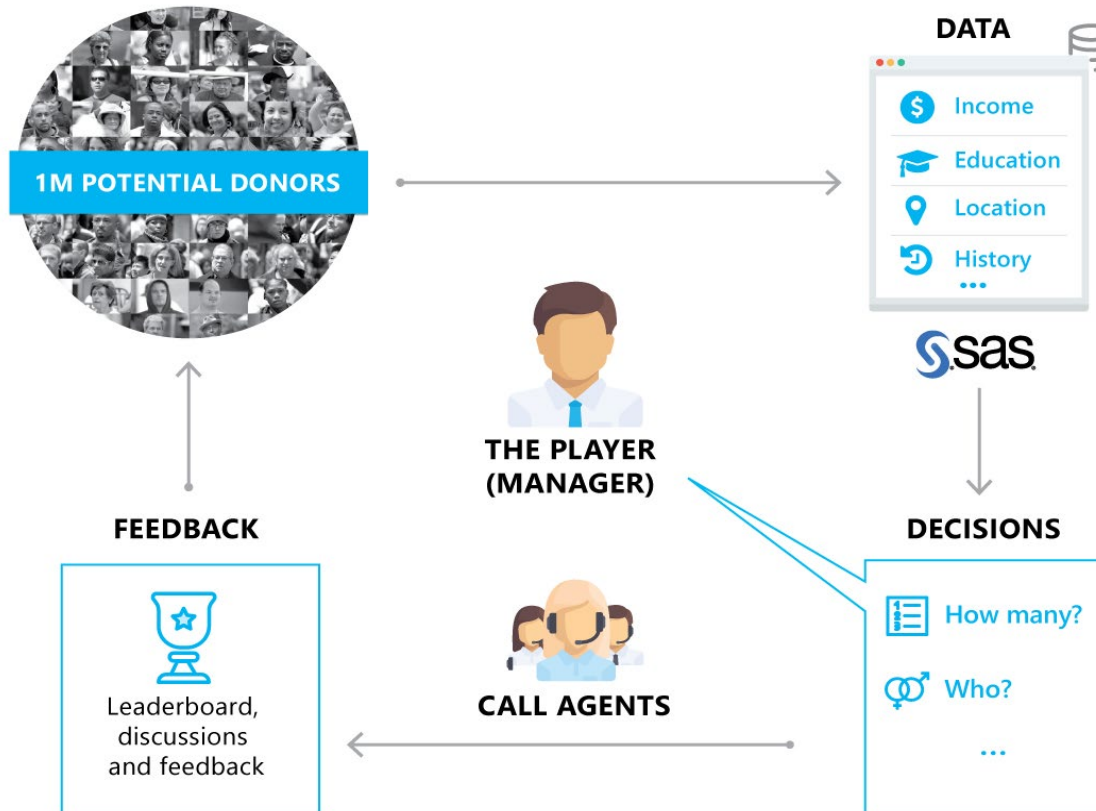 DATA
Income
Education
Location
History
...
sas
1M POTENTIAL DONORS
THE PLAYER
(MANAGER)
FEEDBACK
Leaderboard,
discussions
and feedback
CALL AGENTS
DECISIONS
How many?
Who?
...